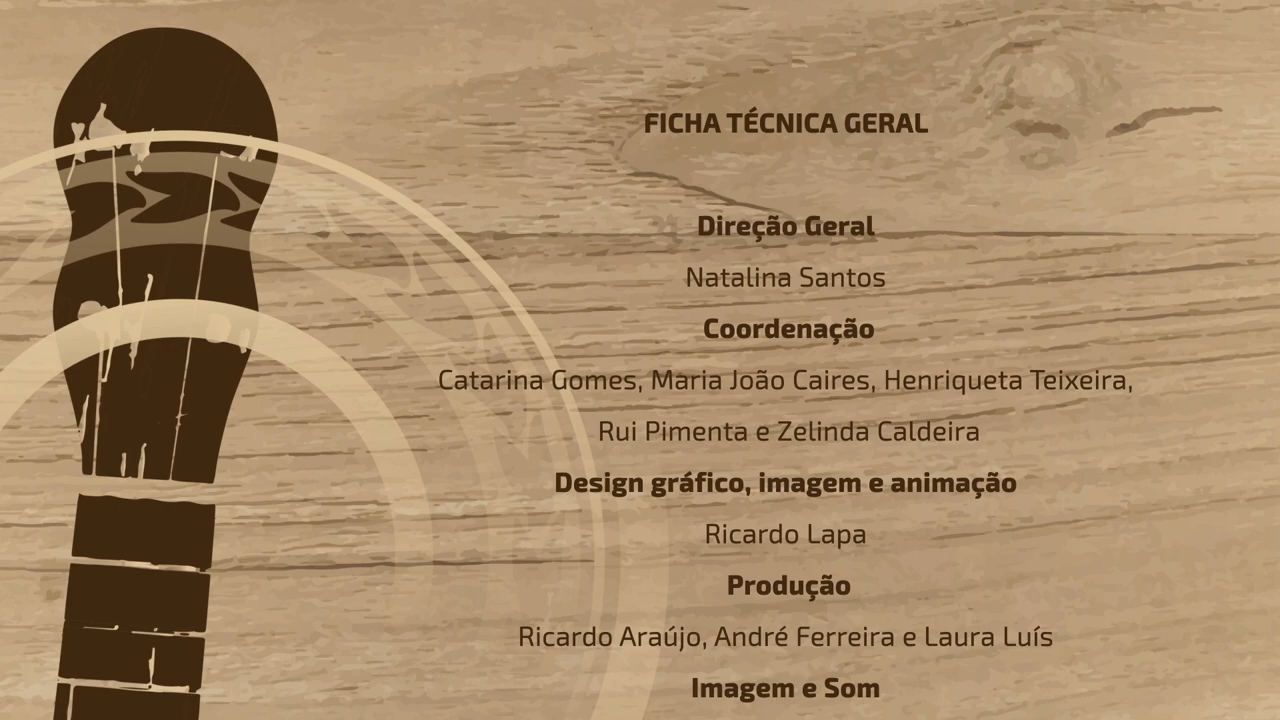 FICHA TÉCNICA GERAL
Direção Geral
Natalina Santos
Coordenação
Catarina Gomes, Maria João Caires, Henriqueta Teixeira,
Rui Pimenta e Zelinda Caldeira
Design gráfico, imagem e animação
Ricardo Lapa
Produção
Ricardo Araújo, André Ferreira e Laura Luís
Imagem e Som